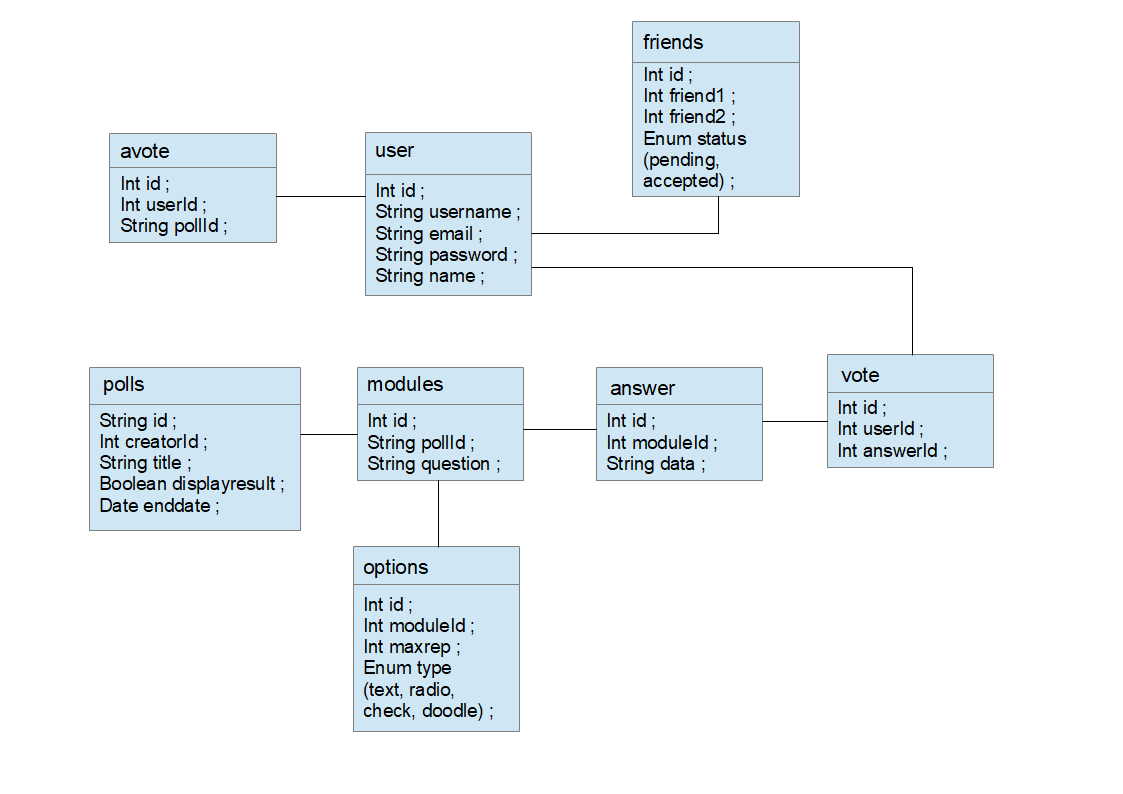 friends
Int id ;
Int friend1 ;
Int friend2 ;
Enum status
(pending,
accepted) ;
avote
Int id ;
Int userId ;
String pollId ;
user
Int id ;
String username ;
String email ;
String password ;
String name ;
polls
String id ;
Int creatorId ;
String title ;
Boolean displayresult ;
Date enddate ;
modules
Int id ;
String pollId ;
String question ;
answer
Int id ;
Int moduleId ;
String data ;
vote
Int id ;
Int userId ;
Int answerId ;
options
Int id ;
Int moduleId ;
Int maxrep ;
Enum type
(text, radio,
check, doodle) ;